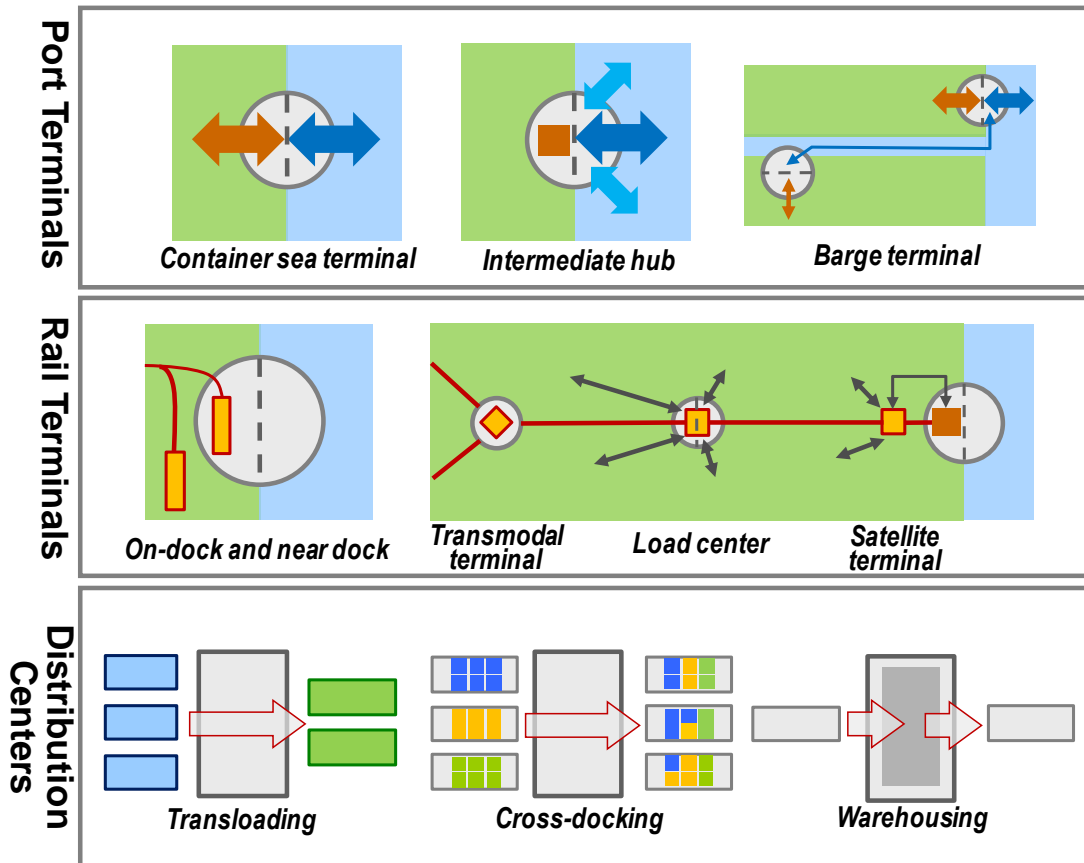 Port Terminals
Container sea terminal
Intermediate hub
Barge terminal
Rail Terminals
On-dock and near dock
Transmodal
terminal
Load center
Satellite
terminal
Distribution
Centers
Transloading
Cross-docking
Warehousing